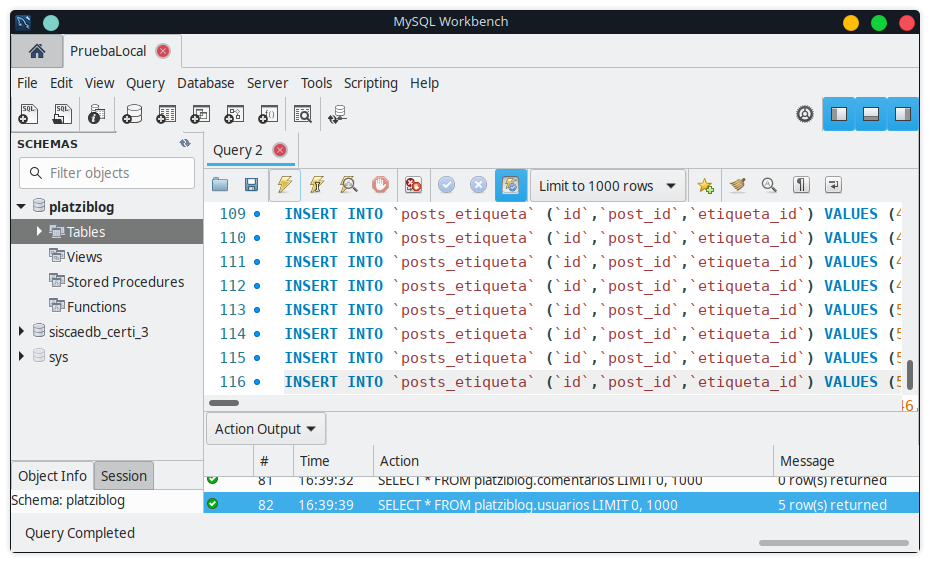 MySQL Workbench
PruebaLocal
File Edit View Query Database Server Tools Scripting Help
SCHEMAS
Query 2
Filter objects
Limit to 1000 rows
platziblog
Tables
Views
Stored Procedures
Functions
siscaedb_certi_3
sys
109 INSERT INTO `posts_etiqueta` (`id`,`post_id`,`etiqueta_id`) VALUES (4
110 INSERT INTO `posts_etiqueta` (`id`,`post_id`,`etiqueta_id`) VALUES (4
111 INSERT INTO `posts_etiqueta` (`id`,`post_id`,`etiqueta_id`) VALUES (4
112 INSERT INTO `posts_etiqueta` (`id`,`post_id`,`etiqueta_id`) VALUES (4
113 INSERT INTO `posts_etiqueta` (`id`,`post_id`,`etiqueta_id`) VALUES (5
114 INSERT INTO `posts_etiqueta` (`id`,`post_id`,`etiqueta_id`) VALUES (5
115 INSERT INTO `posts_etiqueta` (`id`,`post_id`,`etiqueta_id`) VALUES (5
116 INSERT INTO `posts_etiqueta` (`id`,`post_id`,`etiqueta_id`) VALUES (5
46,
Action Output
# Time Action Message
81 16:39:32 SELECT * FROM platziblog.comentarios LIMIT 0, 1000 0 row(s) returned
82 16:39:39 SELECT * FROM platziblog.usuarios LIMIT 0, 1000 5 row(s) returned
Object Info Session
Schema: platziblog
Query Completed